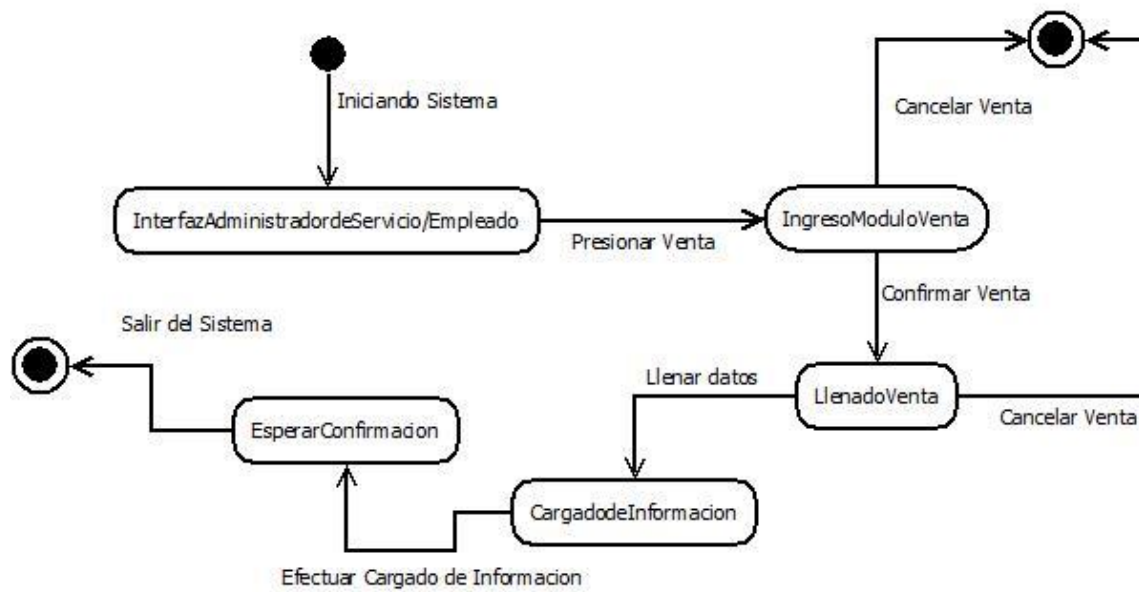 Iniciando Sistema
Cancelar Venta
InterfazAdministradordeServicio/Empleado
Presionar Venta
IngresoModuloVenta
Confirmar Venta
Salir del Sistema
Llenar datos
LlenadoVenta
Cancelar Venta
EsperarConfirmacion
CargadodeInformacion
Efectuar Cargado de Informacion